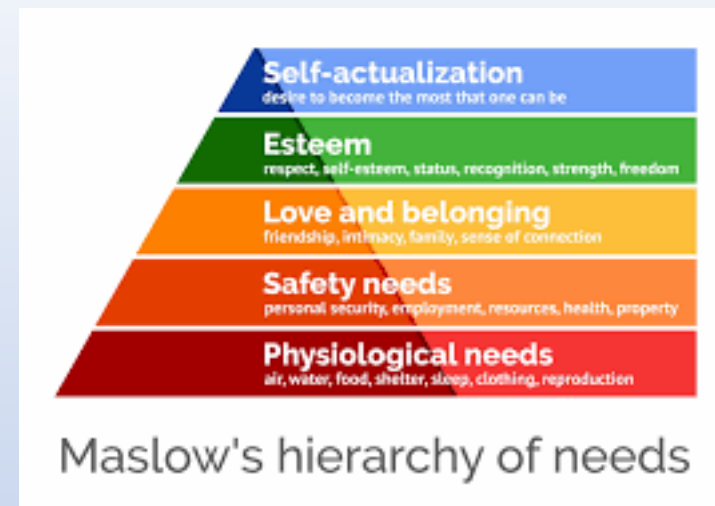 Self-actualization
desire to become the most that one can be
Esteem
respect, self-esteem, status, recognition, strength, freedom
Love and belonging
friendship, intimacy, family, sense of connection
Safety needs
personal security, employment, resources, health, property
Physiological needs
air, water, food, shelter, sleep, clothing, reproduction
Maslow's hierarchy of needs